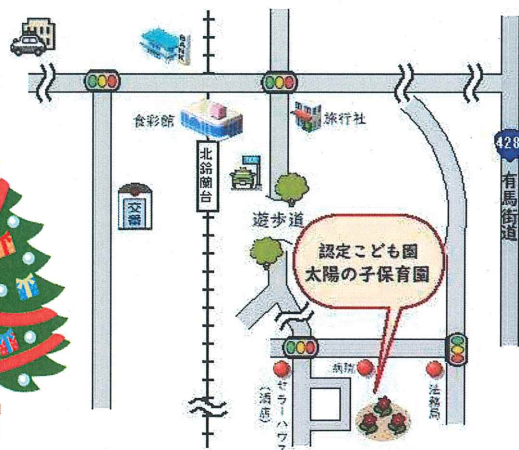 BANK
食彩館
旅行社
428
北鈴蘭台
TAXI
有馬街道
交番
遊歩道
認定こども園
太陽の子保育園
病院
セラーハウス
(酒店)
法務局